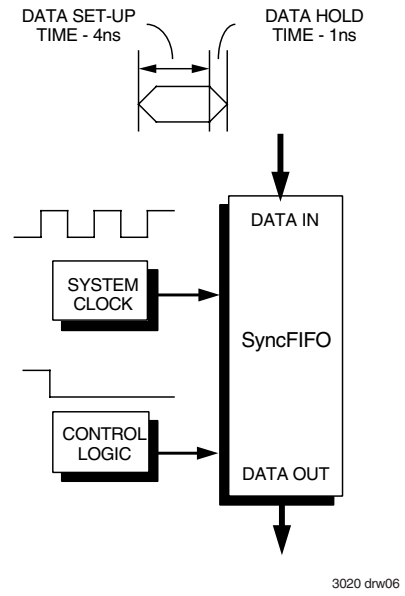 DATA SET-UP
TIME - 4ns
DATA HOLD
TIME - 1ns
DATA IN
SYSTEM
CLOCK
SyncFIFO
CONTROL
LOGIC
DATA OUT
3020 drw06